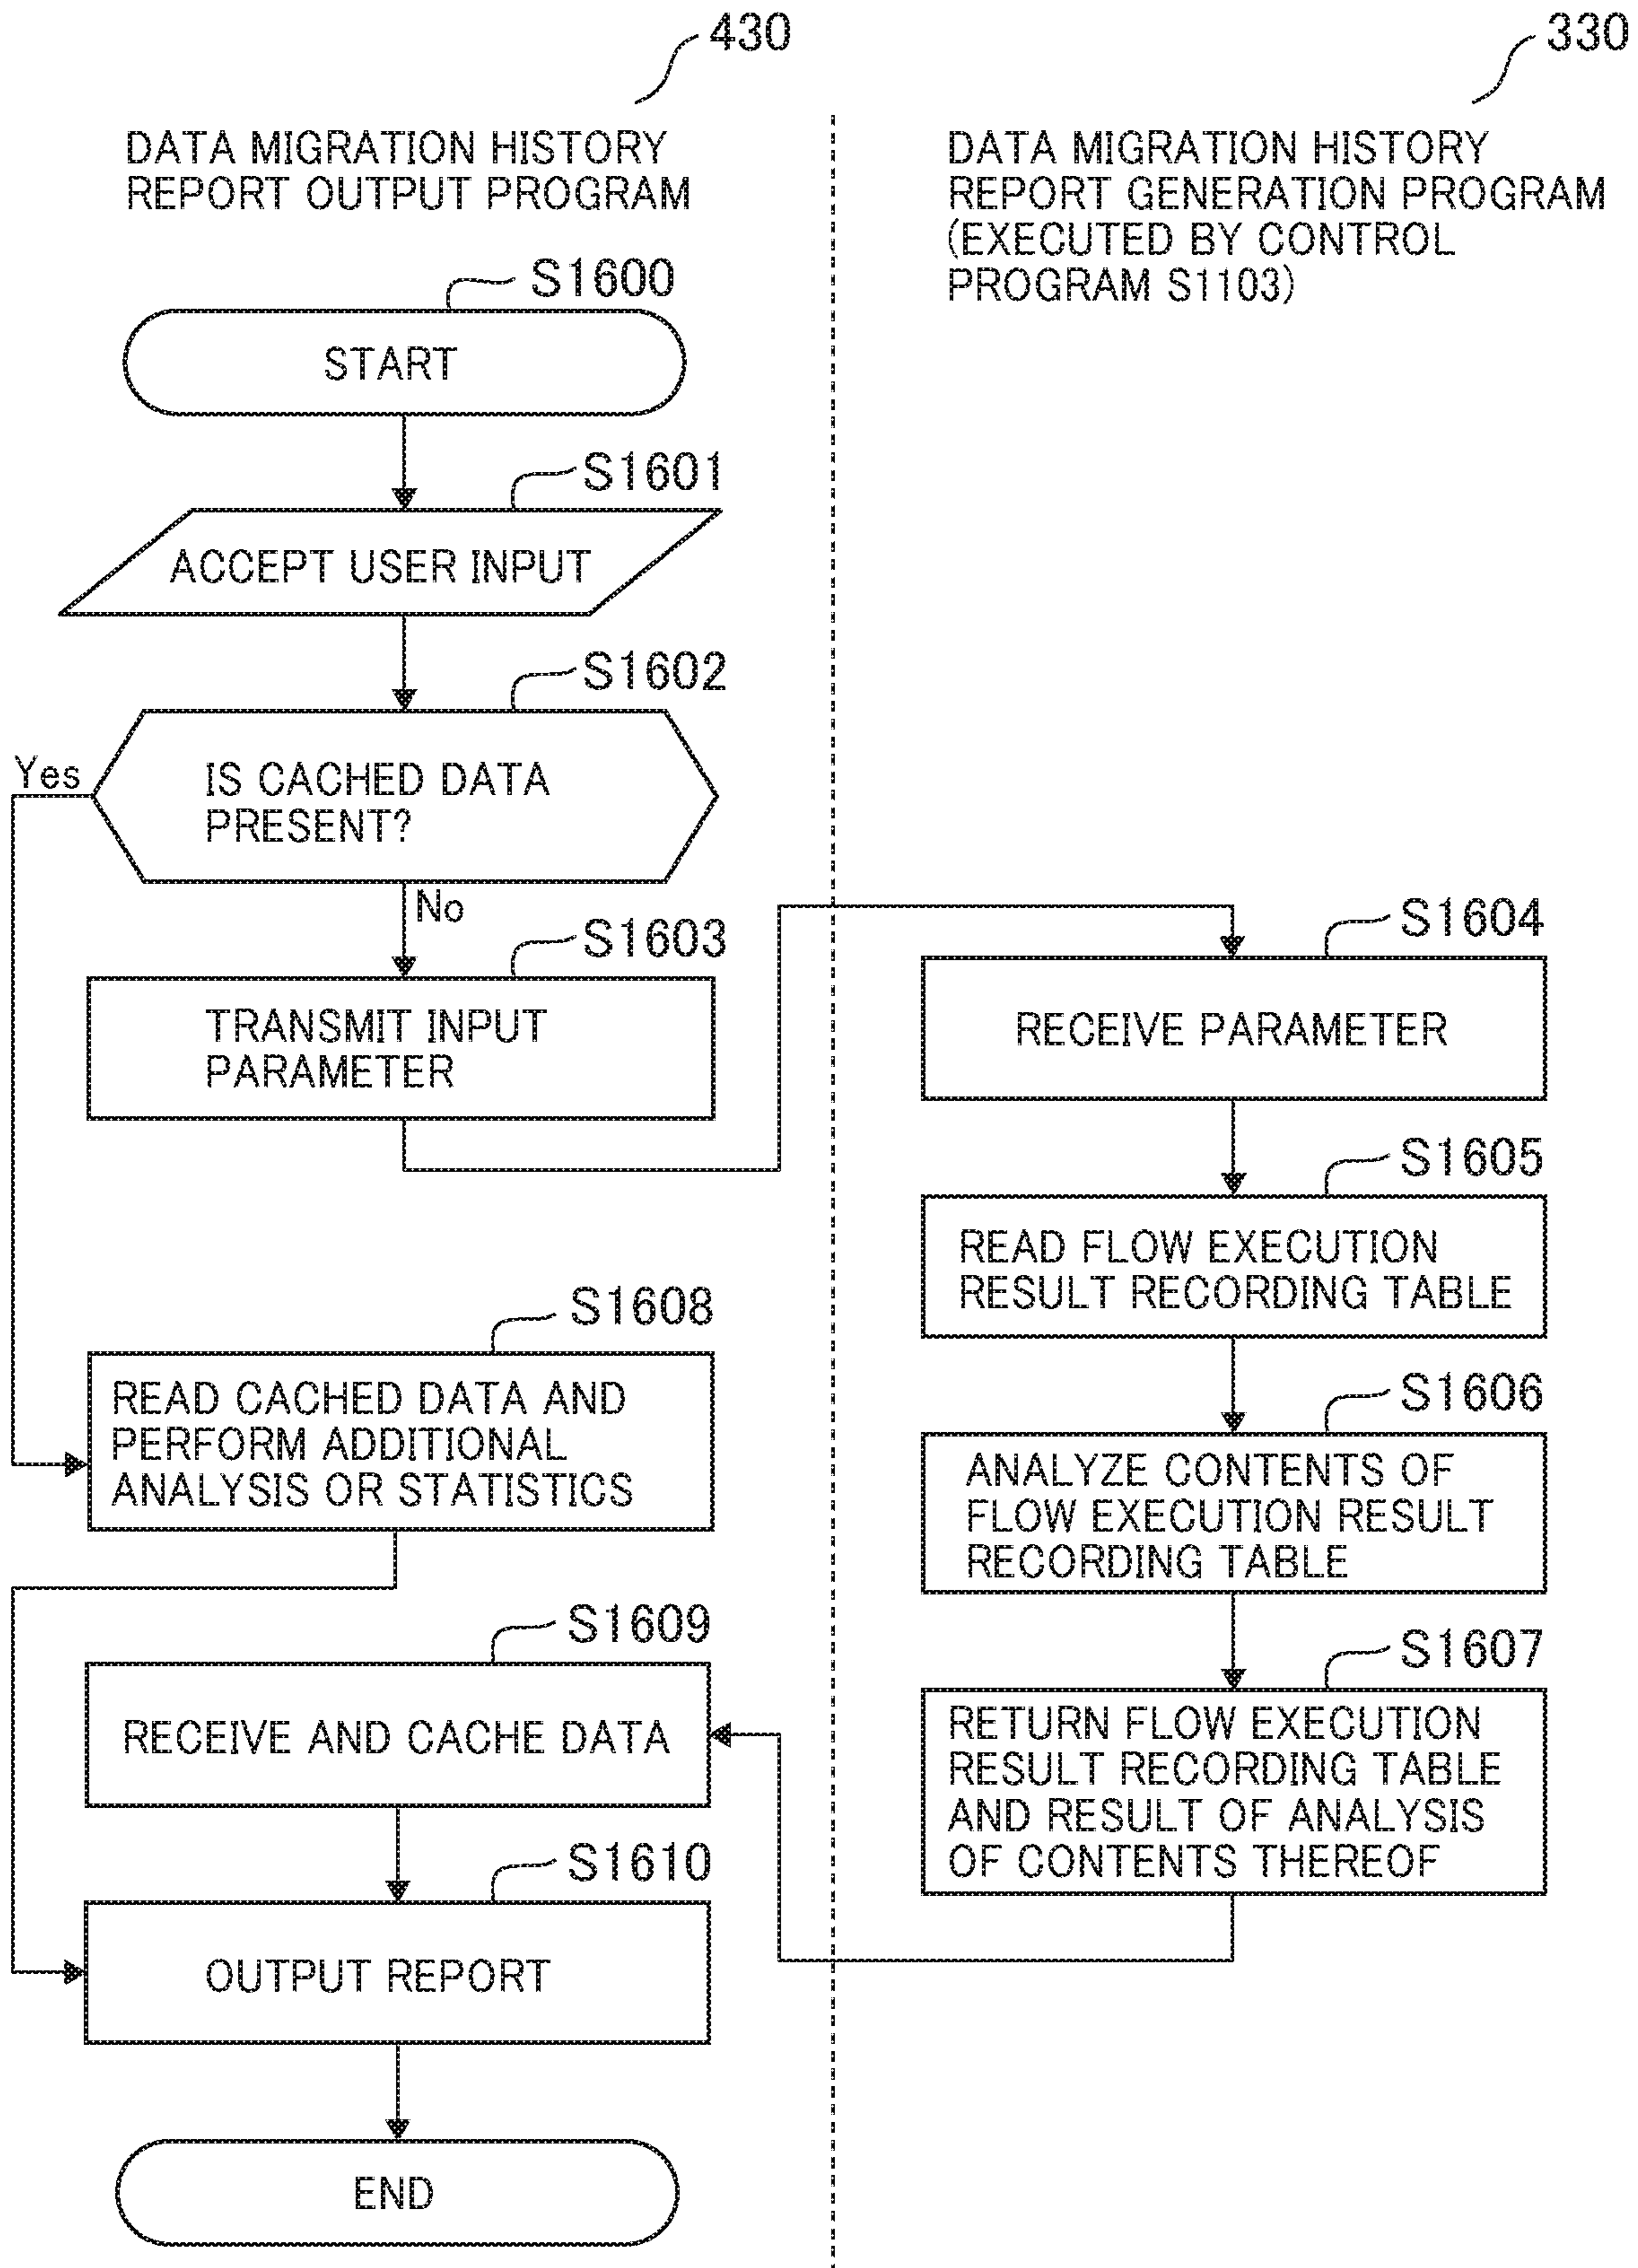 430
DATA MIGRATION HISTORY
REPORT OUTPUT PROGRAM
S1600
START
S1601
ACCEPT USER INPUT
S1602
Yes
IS CACHED DATA
PRESENT?
No
S1603
TRANSMIT INPUT
PARAMETER
S1608
READ CACHED DATA AND
PERFORM ADDITIONAL
ANALYSIS OR STATISTICS
S1609
RECEIVE AND CACHE DATA
S1610
OUTPUT REPORT
END
330
DATA MIGRATION HISTORY
REPORT GENERATION PROGRAM
(EXECUTED BY CONTROL
PROGRAM S1103)
S1604
RECEIVE PARAMETER
S1605
READ FLOW EXECUTION
RESULT RECORDING TABLE
S1606
ANALYZE CONTENTS OF
FLOW EXECUTION RESULT
RECORDING TABLE
S1607
RETURN FLOW EXECUTION
RESULT RECORDING TABLE
AND RESULT OF ANALYSIS
OF CONTENTS THEREOF